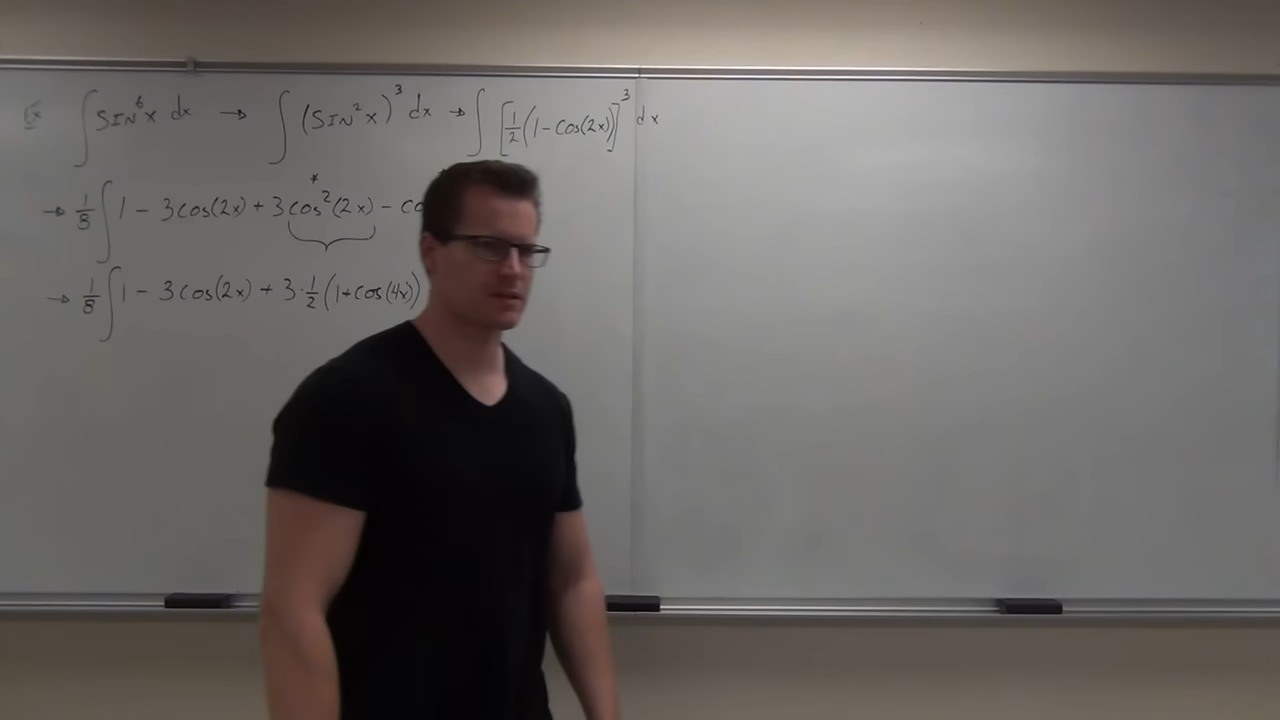 Ex ∫ SIN⁶x dx → ∫ (SIN²x)³ dx → ∫ [1/2(1-cos(2x))]³ dx
→ 1/8 ∫ 1 - 3cos(2x) + 3cos²(2x) - co
→ 1/8 ∫ 1 - 3cos(2x) + 3·1/2(1+cos(4x))